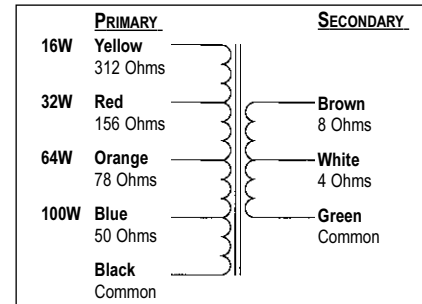 PRIMARY SECONDARY
16W Yellow
312 Ohms
32W Red Brown
156 Ohms 8 Ohms
64W Orange White
78 Ohms 4 Ohms
100W Blue Green
50 Ohms Common
Black
Common